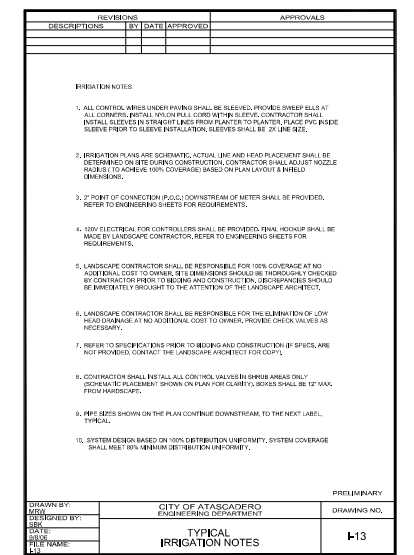 REVISIONS APPROVALS
DESCRIPTIONS BY DATE APPROVED
IRRIGATION NOTES:
1. ALL CONTROL WIRES UNDER PAVING SHALL BE SLEEVED. PROVIDE SWEEP ELLS AT
ALL CORNERS. INSTALL NYLON PULL CORD WITHIN SLEEVE. CONTRACTOR SHALL
INSTALL SLEEVES IN STRAIGHT LINES FROM PLANTER TO PLANTER, PLACE PVC INSIDE
SLEEVE PRIOR TO SLEEVE INSTALLATION, SLEEVES SHALL BE 2X LINE SIZE.
2. IRRIGATION PLANS ARE SCHEMATIC, ACTUAL LINE AND HEAD PLACEMENT SHALL BE
DETERMINED ON SITE DURING CONSTRUCTION. CONTRACTOR SHALL ADJUST NOZZLE
RADIUS ( TO ACHIEVE 100% COVERAGE) BASED ON PLAN LAYOUT & INFIELD
DIMENSIONS.
3. 2" POINT OF CONNECTION (P.O.C.) DOWNSTREAM OF METER SHALL BE PROVIDED.
REFER TO ENGINEERING SHEETS FOR REQUIREMENTS.
4. 120V ELECTRICAL FOR CONTROLLERS SHALL BE PROVIDED. FINAL HOOKUP SHALL BE
MADE BY LANDSCAPE CONTRACTOR, REFER TO ENGINEERING SHEETS FOR
REQUIREMENTS.
5. LANDSCAPE CONTRACTOR SHALL BE RESPONSIBLE FOR 100% COVERAGE AT NO
ADDITIONAL COST TO OWNER, SITE DIMENSIONS SHOULD BE THOROUGHLY CHECKED
BY CONTRACTOR PRIOR TO BIDDING AND CONSTRUCTION, DISCREPANCIES SHOULD
BE IMMEDIATELY BROUGHT TO THE ATTENTION OF THE LANDSCAPE ARCHITECT.
6. LANDSCAPE CONTRACTOR SHALL BE RESPONSIBLE FOR THE ELIMINATION OF LOW
HEAD DRAINAGE AT NO ADDITIONAL COST TO OWNER, PROVIDE CHECK VALVES AS
NECESSARY.
7. REFER TO SPECIFICATIONS PRIOR TO BIDDING AND CONSTRUCTION (IF SPECS, ARE
NOT PROVIDED, CONTACT THE LANDSCAPE ARCHITECT FOR COPY).
8. CONTRACTOR SHALL INSTALL ALL CONTROL VALVES IN SHRUB AREAS ONLY
(SCHEMATIC PLACEMENT SHOWN ON PLAN FOR CLARITY). BOXES SHALL BE 12" MAX.
FROM HARDSCAPE.
9. PIPE SIZES SHOWN ON THE PLAN CONTINUE DOWNSTREAM, TO THE NEXT LABEL,
TYPICAL.
10. SYSTEM DESIGN BASED ON 100% DISTRIBUTION UNIFORMITY, SYSTEM COVERAGE
SHALL MEET 80% MINIMUM DISTRIBUTION UNIFORMITY.
PRELIMINARY
DRAWN BY:
MRW
DESIGNED BY:
SBK
DATE:
9/8/06
FILE NAME:
I-13
CITY OF ATASCADERO
ENGINEERING DEPARTMENT
TYPICAL
IRRIGATION NOTES
DRAWING NO.
I-13